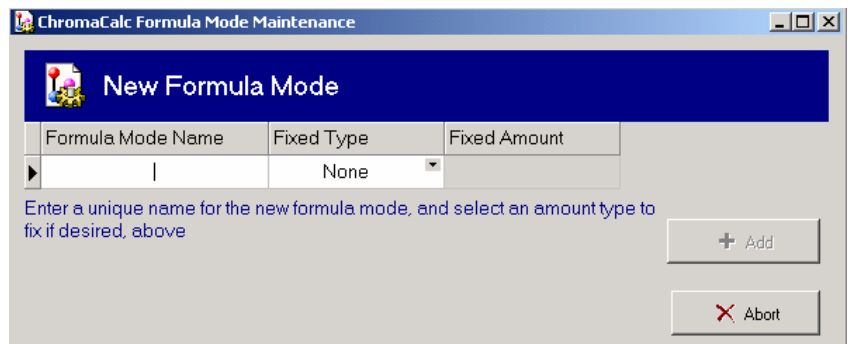 ChromaCalc Formula Mode Maintenance
New Formula Mode
Formula Mode Name Fixed Type Fixed Amount
None
Enter a unique name for the new formula mode, and select an amount type to
fix if desired, above
Add
Abort